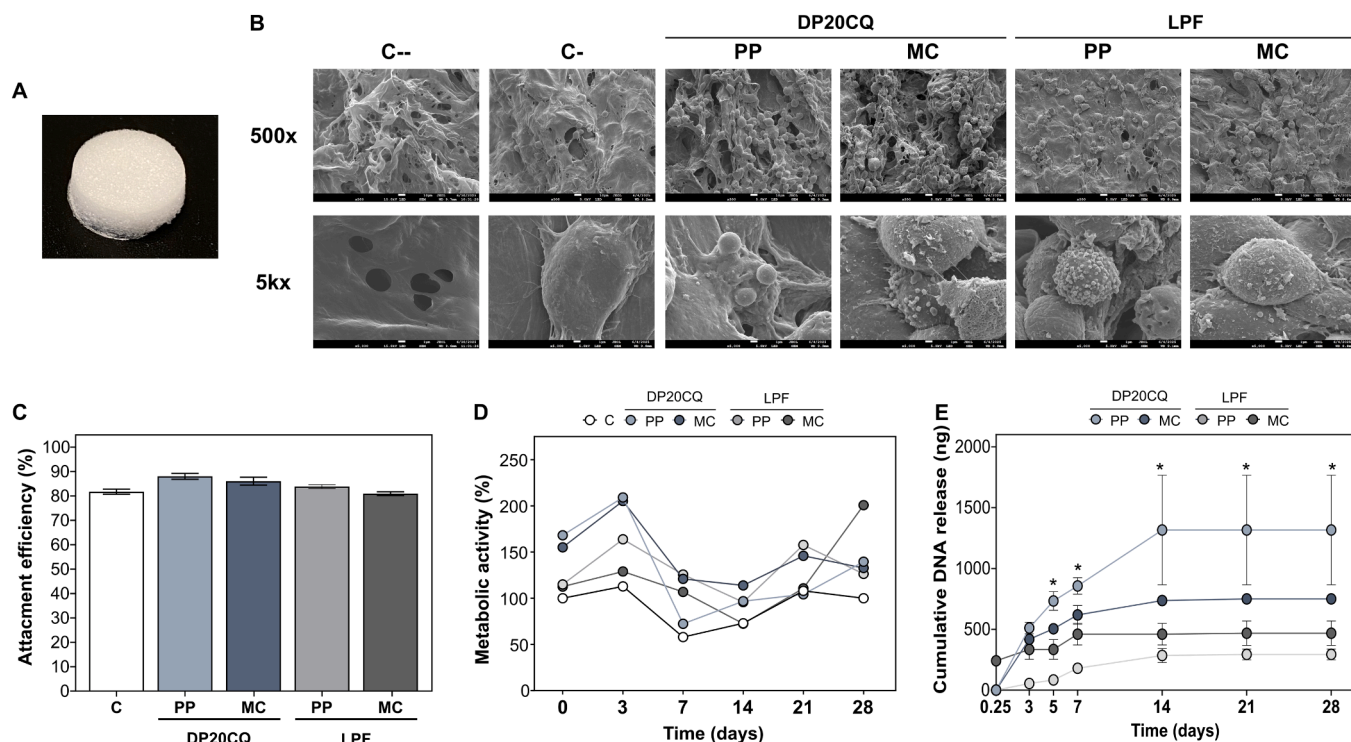 A
B
DP20CQ LPF
C-- C- PP MC PP MC
500x
5kx
C
Attacment efficiency (%)
100
90
80
70
60
50
40
30
20
10
0
C PP MC PP MC
DP20CQ LPF
D
DP20CQ LPF
C PP MC PP MC
Metabolic activity (%)
250
200
150
100
50
0
0 3 7 14 21 28
Time (days)
E
DP20CQ LPF
PP MC PP MC
Cumulative DNA release (ng)
2000
1500
1000
500
0
* * * * *
0.25 3 5 7 14 21 28
Time (days)